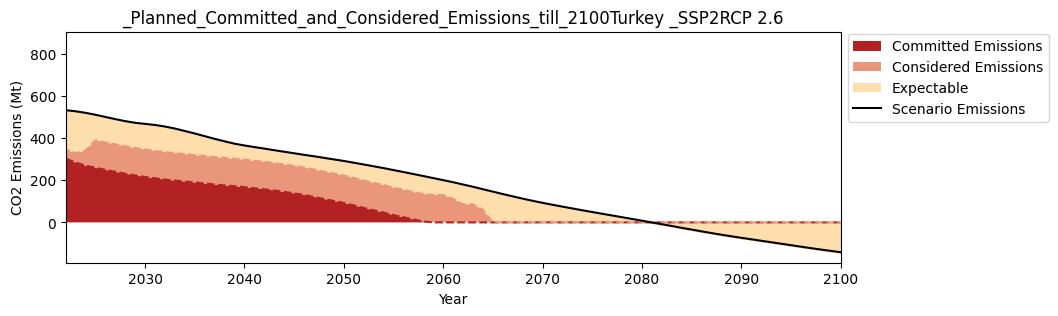 _Planned_Committed_and_Considered_Emissions_till_2100Turkey _SSP2RCP 2.6
CO2 Emissions (Mt)
800
600
400
200
0
2030 2040 2050 2060 2070 2080 2090 2100
Year
Committed Emissions
Considered Emissions
Expectable
Scenario Emissions